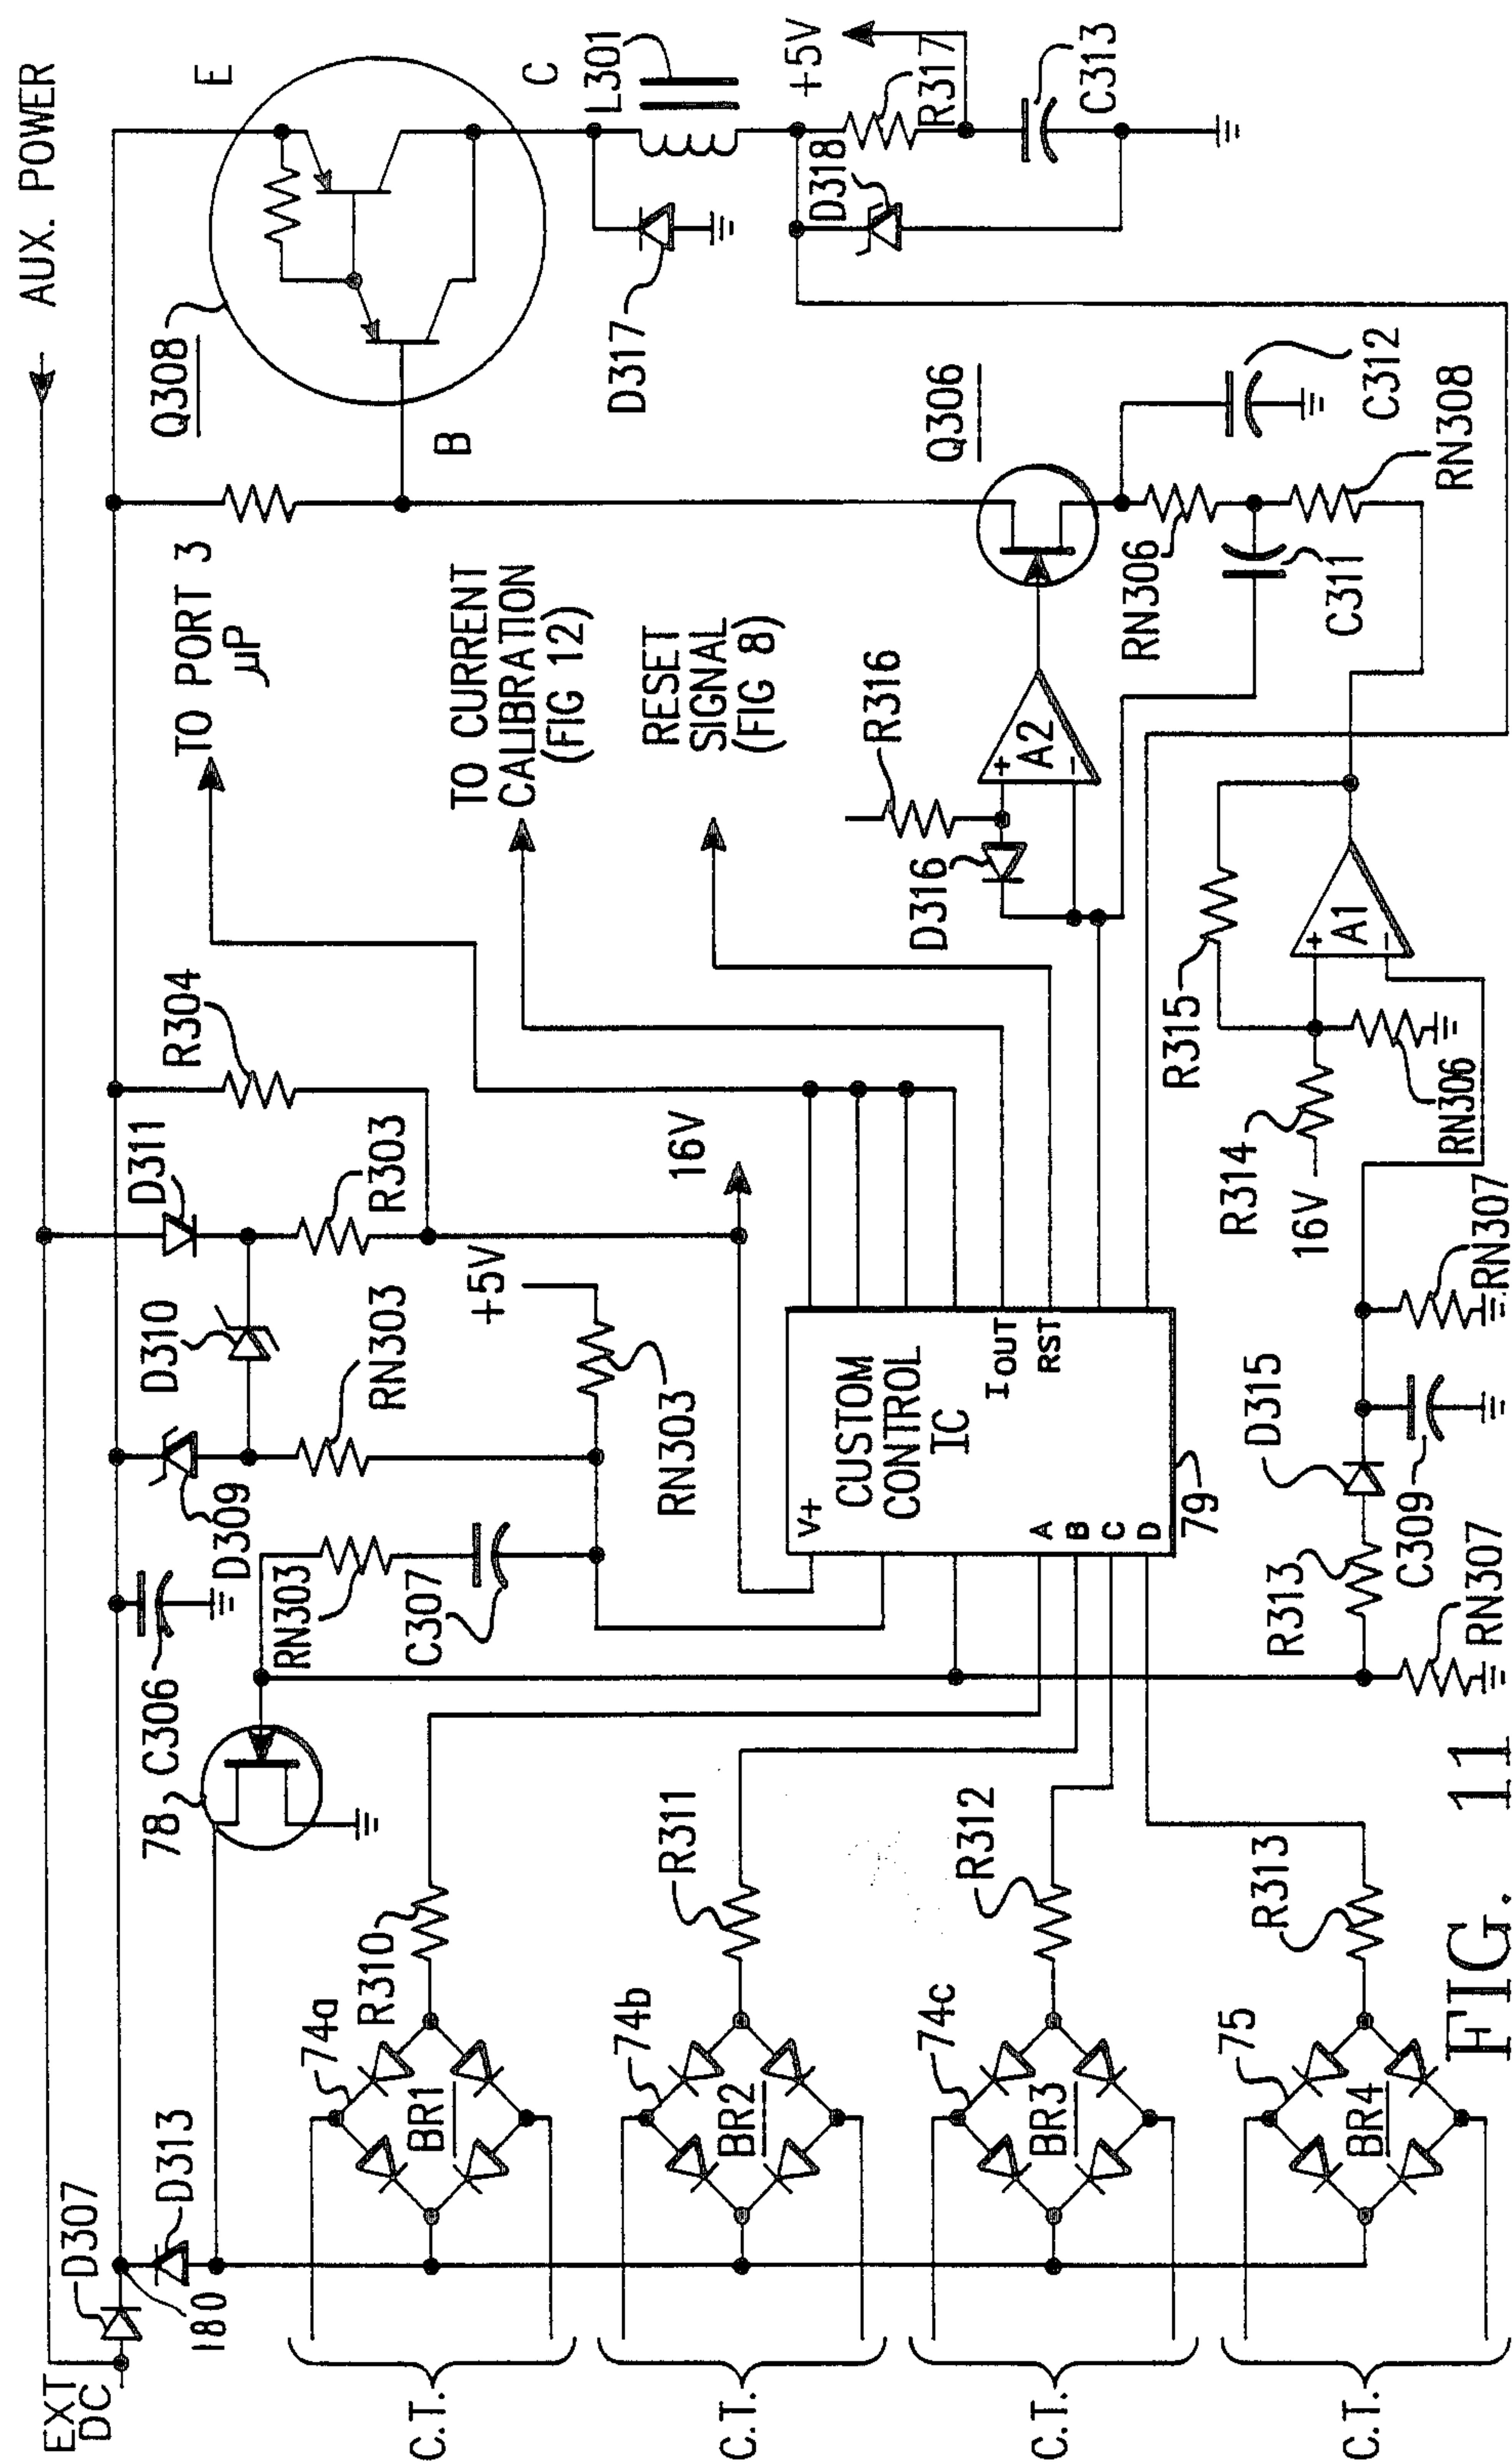 EXT
DC
D307
180
D313
AUX. POWER
78
C306
D309
D310
D311
R304
RN303
RN303
R303
C307
+5V
RN303
16V
TO PORT 3
µP
TO CURRENT
CALIBRATION
(FIG 12)
RESET
SIGNAL
(FIG 8)
Q308
E
B
C
D317
L301
+5V
R317
D318
C313
Q306
C312
RN306
C311
RN308
R316
D316
+
-
A2
R315
+
-
A1
R314
16V
RN306
CUSTOM
CONTROL
IC
V+
A
B
C
D
I OUT
RST
79
C.T.
74a
BR1
R310
C.T.
74b
BR2
R311
C.T.
74c
BR3
R312
C.T.
75
BR4
R313
R313
D315
C309
RN307
RN307
FIG. 11